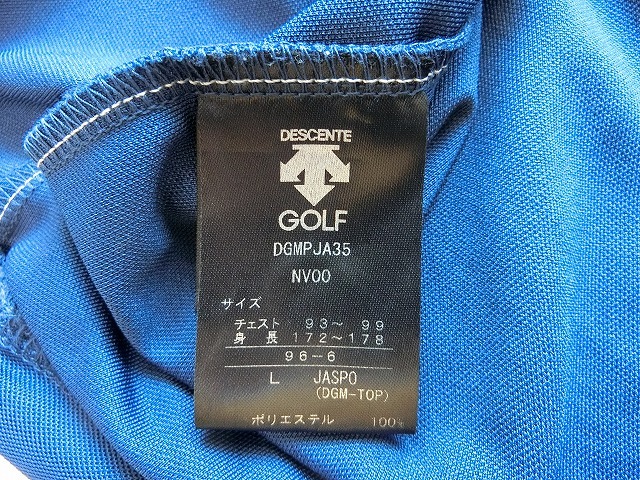 DESCENTE
GOLF
DGMPJA35
NV00
サイズ
チェスト 93～ 99
身 長 172～178
96-6
L JASPO
(DGM-TOP)
ポリエステル 100%